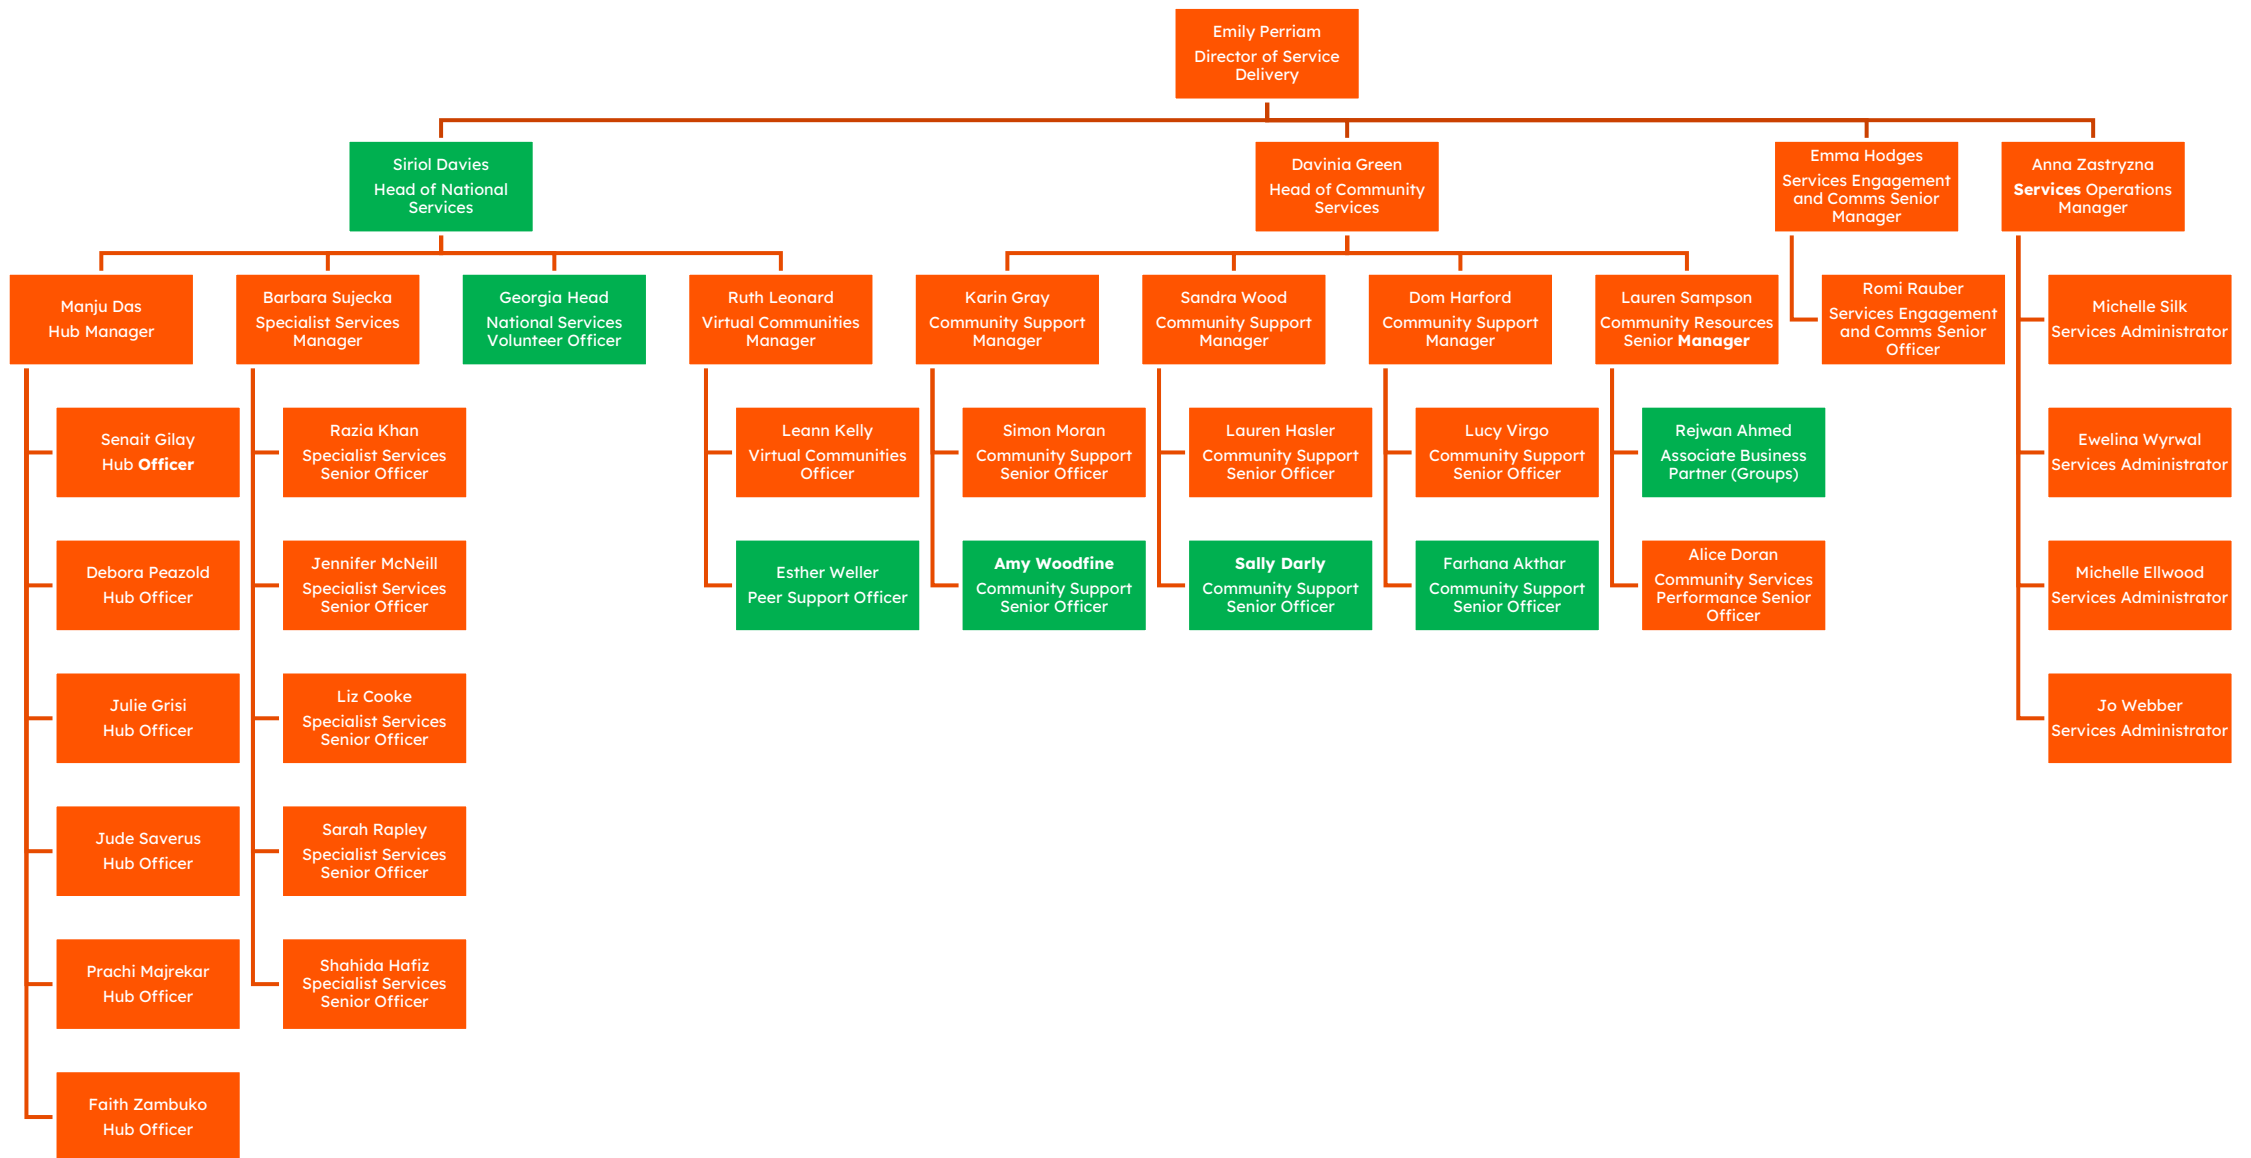 Emily Perriam
Director of Service
Delivery
Siriol Davies
Head of National
Services
Davinia Green
Head of Community
Services
Emma Hodges
Services Engagement
and Comms Senior
Manager
Anna Zastryzna
Services Operations
Manager
Manju Das
Hub Manager
Barbara Sujecka
Specialist Services
Manager
Georgia Head
National Services
Volunteer Officer
Ruth Leonard
Virtual Communities
Manager
Karin Gray
Community Support
Manager
Sandra Wood
Community Support
Manager
Dom Harford
Community Support
Manager
Lauren Sampson
Community Resources
Senior Manager
Romi Rauber
Services Engagement
and Comms Senior
Officer
Michelle Silk
Services Administrator
Senait Gilay
Hub Officer
Razia Khan
Specialist Services
Senior Officer
Leann Kelly
Virtual Communities
Officer
Simon Moran
Community Support
Senior Officer
Lauren Hasler
Community Support
Senior Officer
Lucy Virgo
Community Support
Senior Officer
Rejwan Ahmed
Associate Business
Partner (Groups)
Ewelina Wyrwal
Services Administrator
Debora Peazold
Hub Officer
Jennifer McNeill
Specialist Services
Senior Officer
Esther Weller
Peer Support Officer
Amy Woodfine
Community Support
Senior Officer
Sally Darly
Community Support
Senior Officer
Farhana Akthar
Community Support
Senior Officer
Alice Doran
Community Services
Performance Senior
Officer
Michelle Ellwood
Services Administrator
Julie Grisi
Hub Officer
Liz Cooke
Specialist Services
Senior Officer
Jo Webber
Services Administrator
Jude Saverus
Hub Officer
Sarah Rapley
Specialist Services
Senior Officer
Prachi Majrekar
Hub Officer
Shahida Hafiz
Specialist Services
Senior Officer
Faith Zambuko
Hub Officer